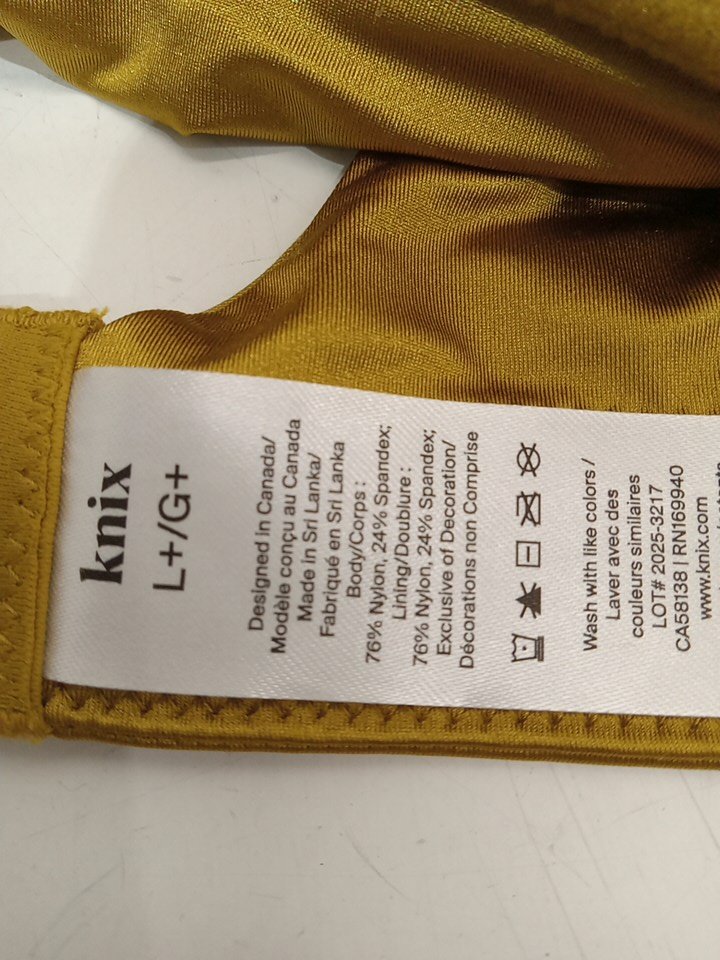 knix
L+/G+
Designed in Canada/
Modèle conçu au Canada
Made in Sri Lanka/
Fabriqué en Sri Lanka
Body/Corps :
76% Nylon, 24% Spandex;
Lining/Doublure :
76% Nylon, 24% Spandex;
Exclusive of Decoration/
Décorations non Comprise
Wash with like colors /
Laver avec des
couleurs similaires
LOT# 2025-3217
CA58138 | RN169940
www.knix.com